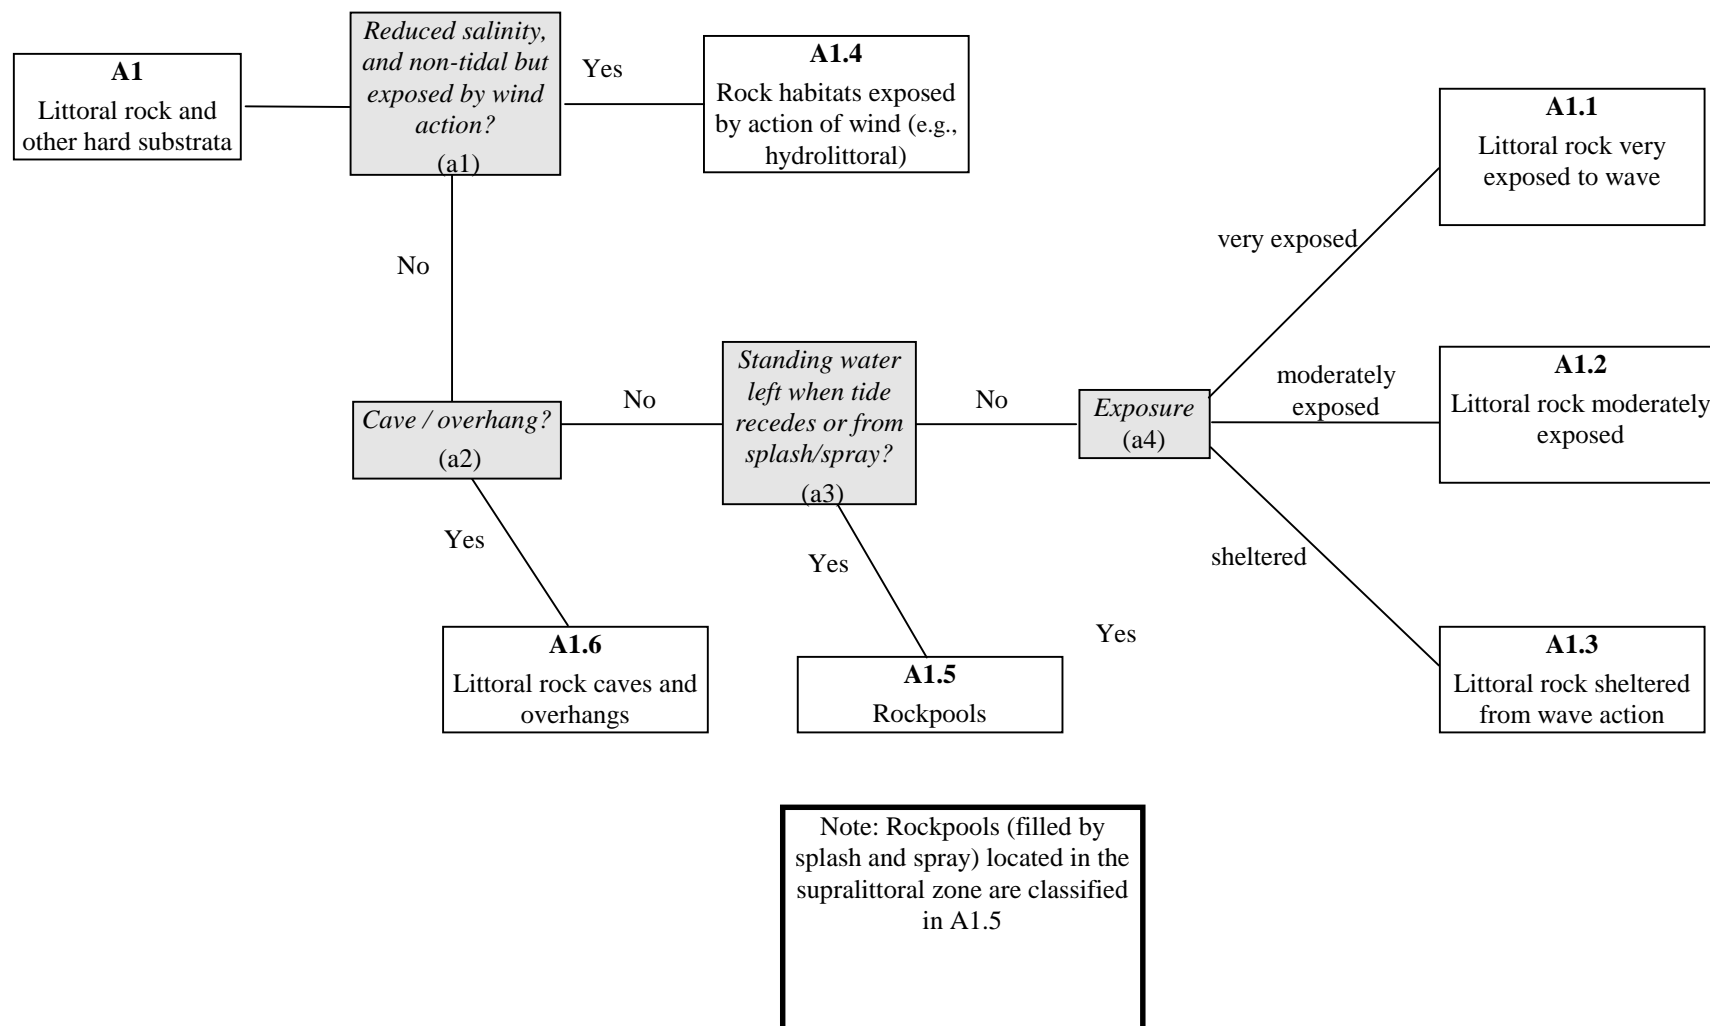 A1
Littoral rock and
other hard substrata
Reduced salinity,
and non-tidal but
exposed by wind
action?
(a1)
Yes
A1.4
Rock habitats exposed
by action of wind (e.g.,
hydrolittoral)
A1.1
Littoral rock very
exposed to wave
very exposed
No
Cave / overhang?
(a2)
No
Standing water
left when tide
recedes or from
splash/spray?
(a3)
No
Exposure
(a4)
moderately
exposed
A1.2
Littoral rock moderately
exposed
Yes
Yes
sheltered
Yes
A1.6
Littoral rock caves and
overhangs
A1.5
Rockpools
A1.3
Littoral rock sheltered
from wave action
Note: Rockpools (filled by
splash and spray) located in the
supralittoral zone are classified
in A1.5